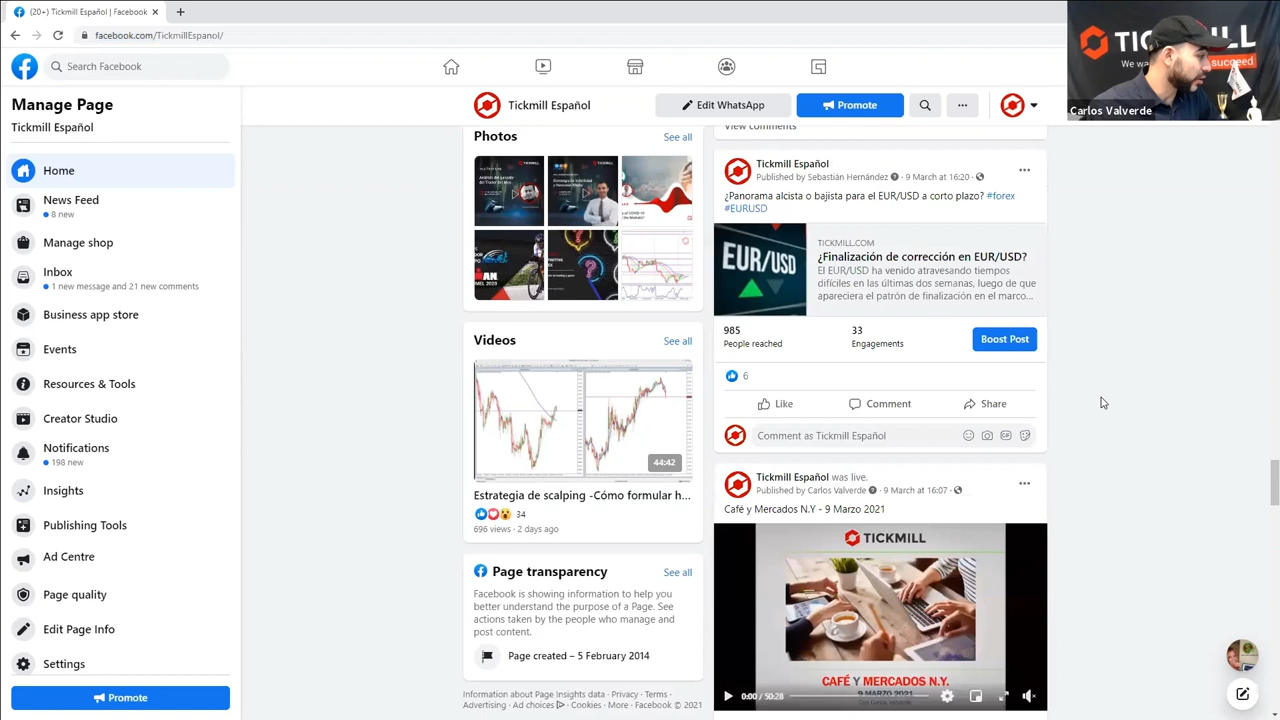 (20+) Tickmill Español | Facebook
facebook.com/TickmillEspanol/
Search Facebook
TICKMILL
We wa succeed
Carlos Valverde
Manage Page
Tickmill Español
Home
News Feed
8 new
Manage shop
Inbox
1 new message and 21 new comments
Business apps
Events
Resources & Tools
Creator studio
Notifications
198 new
Insights
Publishing Tools
Ad Centre
Page quality
Edit Page Info
Settings
Promote
Tickmill Español
Edit WhatsApp
Promote
Photos
See all
Videos
See all
44:42
Estrategia de scalping -Cómo formular h...
34
696 views · 2 days ago
Page transparency
See all
Facebook is showing information to help you
better understand the purpose of a Page. See
actions taken by the people who manage and
post content.
Page created – 5 February 2014
Information about Page Insights data · Privacy · Terms ·
Advertising · Ad choices · Cookies · More · Facebook © 2021
View comments
Tickmill Español
Published by Sebastián Hernández · 9 March at 16:20 ·
¿Panorama alcista o bajista para el EUR/USD a corto plazo? #forex
#EURUSD
EUR/USD
TICKMILL.COM
¿Finalización de corrección en EUR/USD?
El EUR/USD ha venido atravesando tiempos
difíciles en las últimas dos semanas, luego de que
apareciera el patrón de finalización en el marco...
985
People reached
33
Engagements
Boost Post
6
Like
Comment
Share
Comment as Tickmill Español
Tickmill Español was live.
Published by Carlos Valverde · 9 March at 16:07 ·
Café y Mercados N.Y - 9 Marzo 2021
TICKMILL
CAFÉ Y MERCADOS N.Y.
9 MARZO 2021
0:00 / 50:28